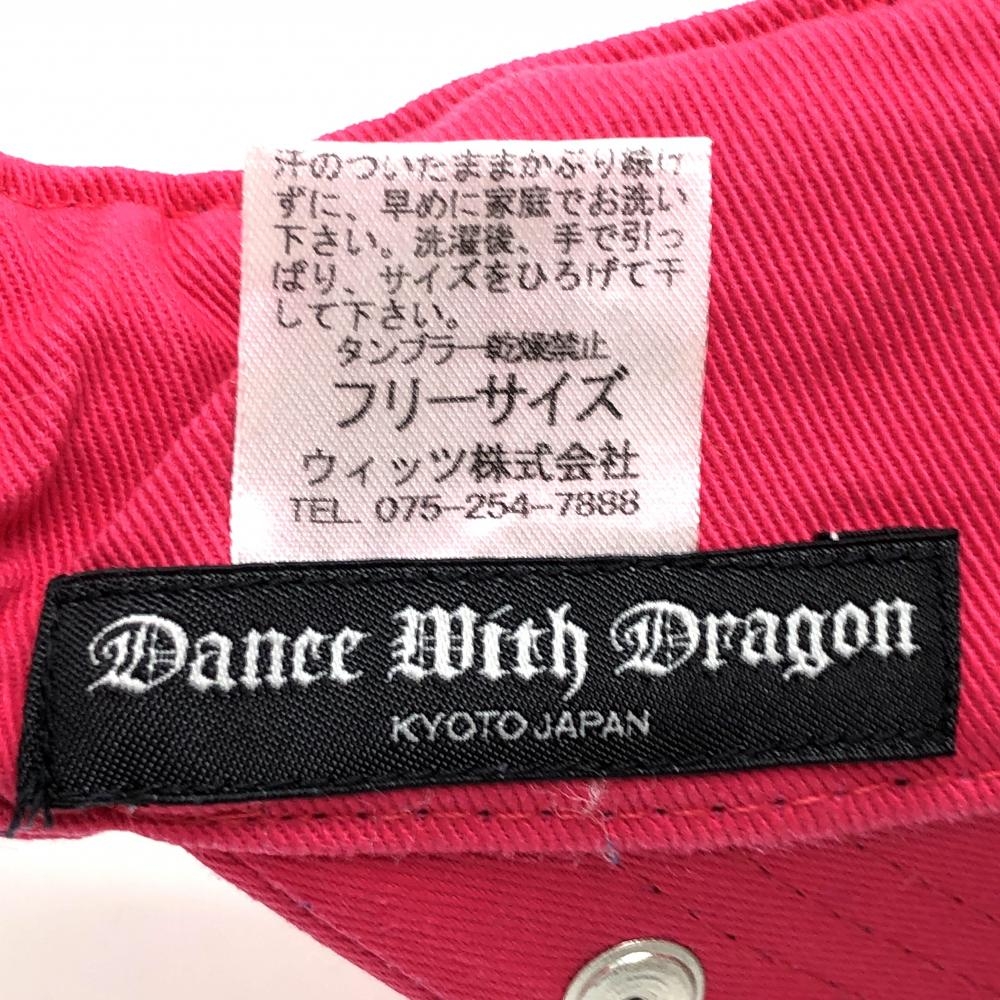 汗のついたままかぶり続け
ずに、早めに家庭でお洗い
下さい。洗濯後、手で引っ
ぱり、サイズをひろげて干
して下さい。
タンブラー乾燥禁止
フリーサイズ
ウィッツ株式会社
TEL. 075-254-7888
Dance With Dragon
KYOTO JAPAN